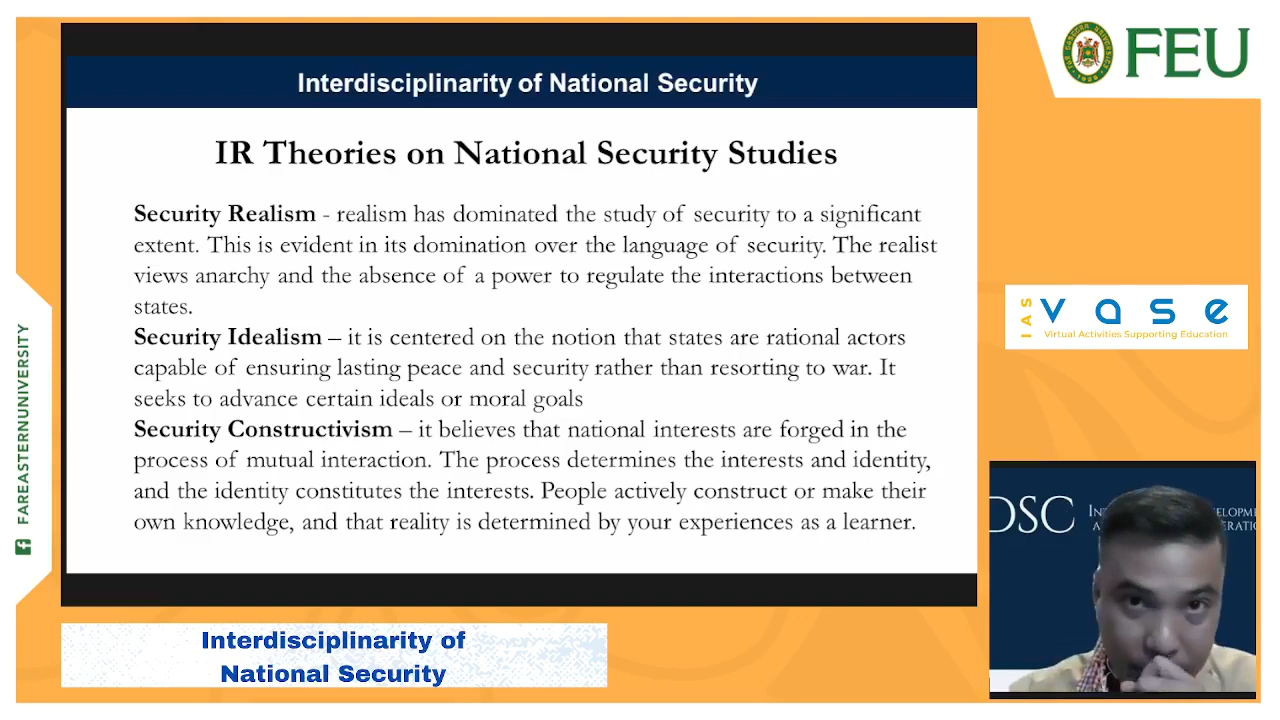 Interdisciplinarity of National Security
FEU
IR Theories on National Security Studies
Security Realism - realism has dominated the study of security to a significant
extent. This is evident in its domination over the language of security. The realist
views anarchy and the absence of a power to regulate the interactions between
states.
Security Idealism – it is centered on the notion that states are rational actors
capable of ensuring lasting peace and security rather than resorting to war. It
seeks to advance certain ideals or moral goals
Security Constructivism – it believes that national interests are forged in the
process of mutual interaction. The process determines the interests and identity,
and the identity constitutes the interests. People actively construct or make their
own knowledge, and that reality is determined by your experiences as a learner.
IAS
vase
Virtual Activities Supporting Education
FAREASTERNUNIVERSITY
DSC
Interdisciplinarity of
National Security